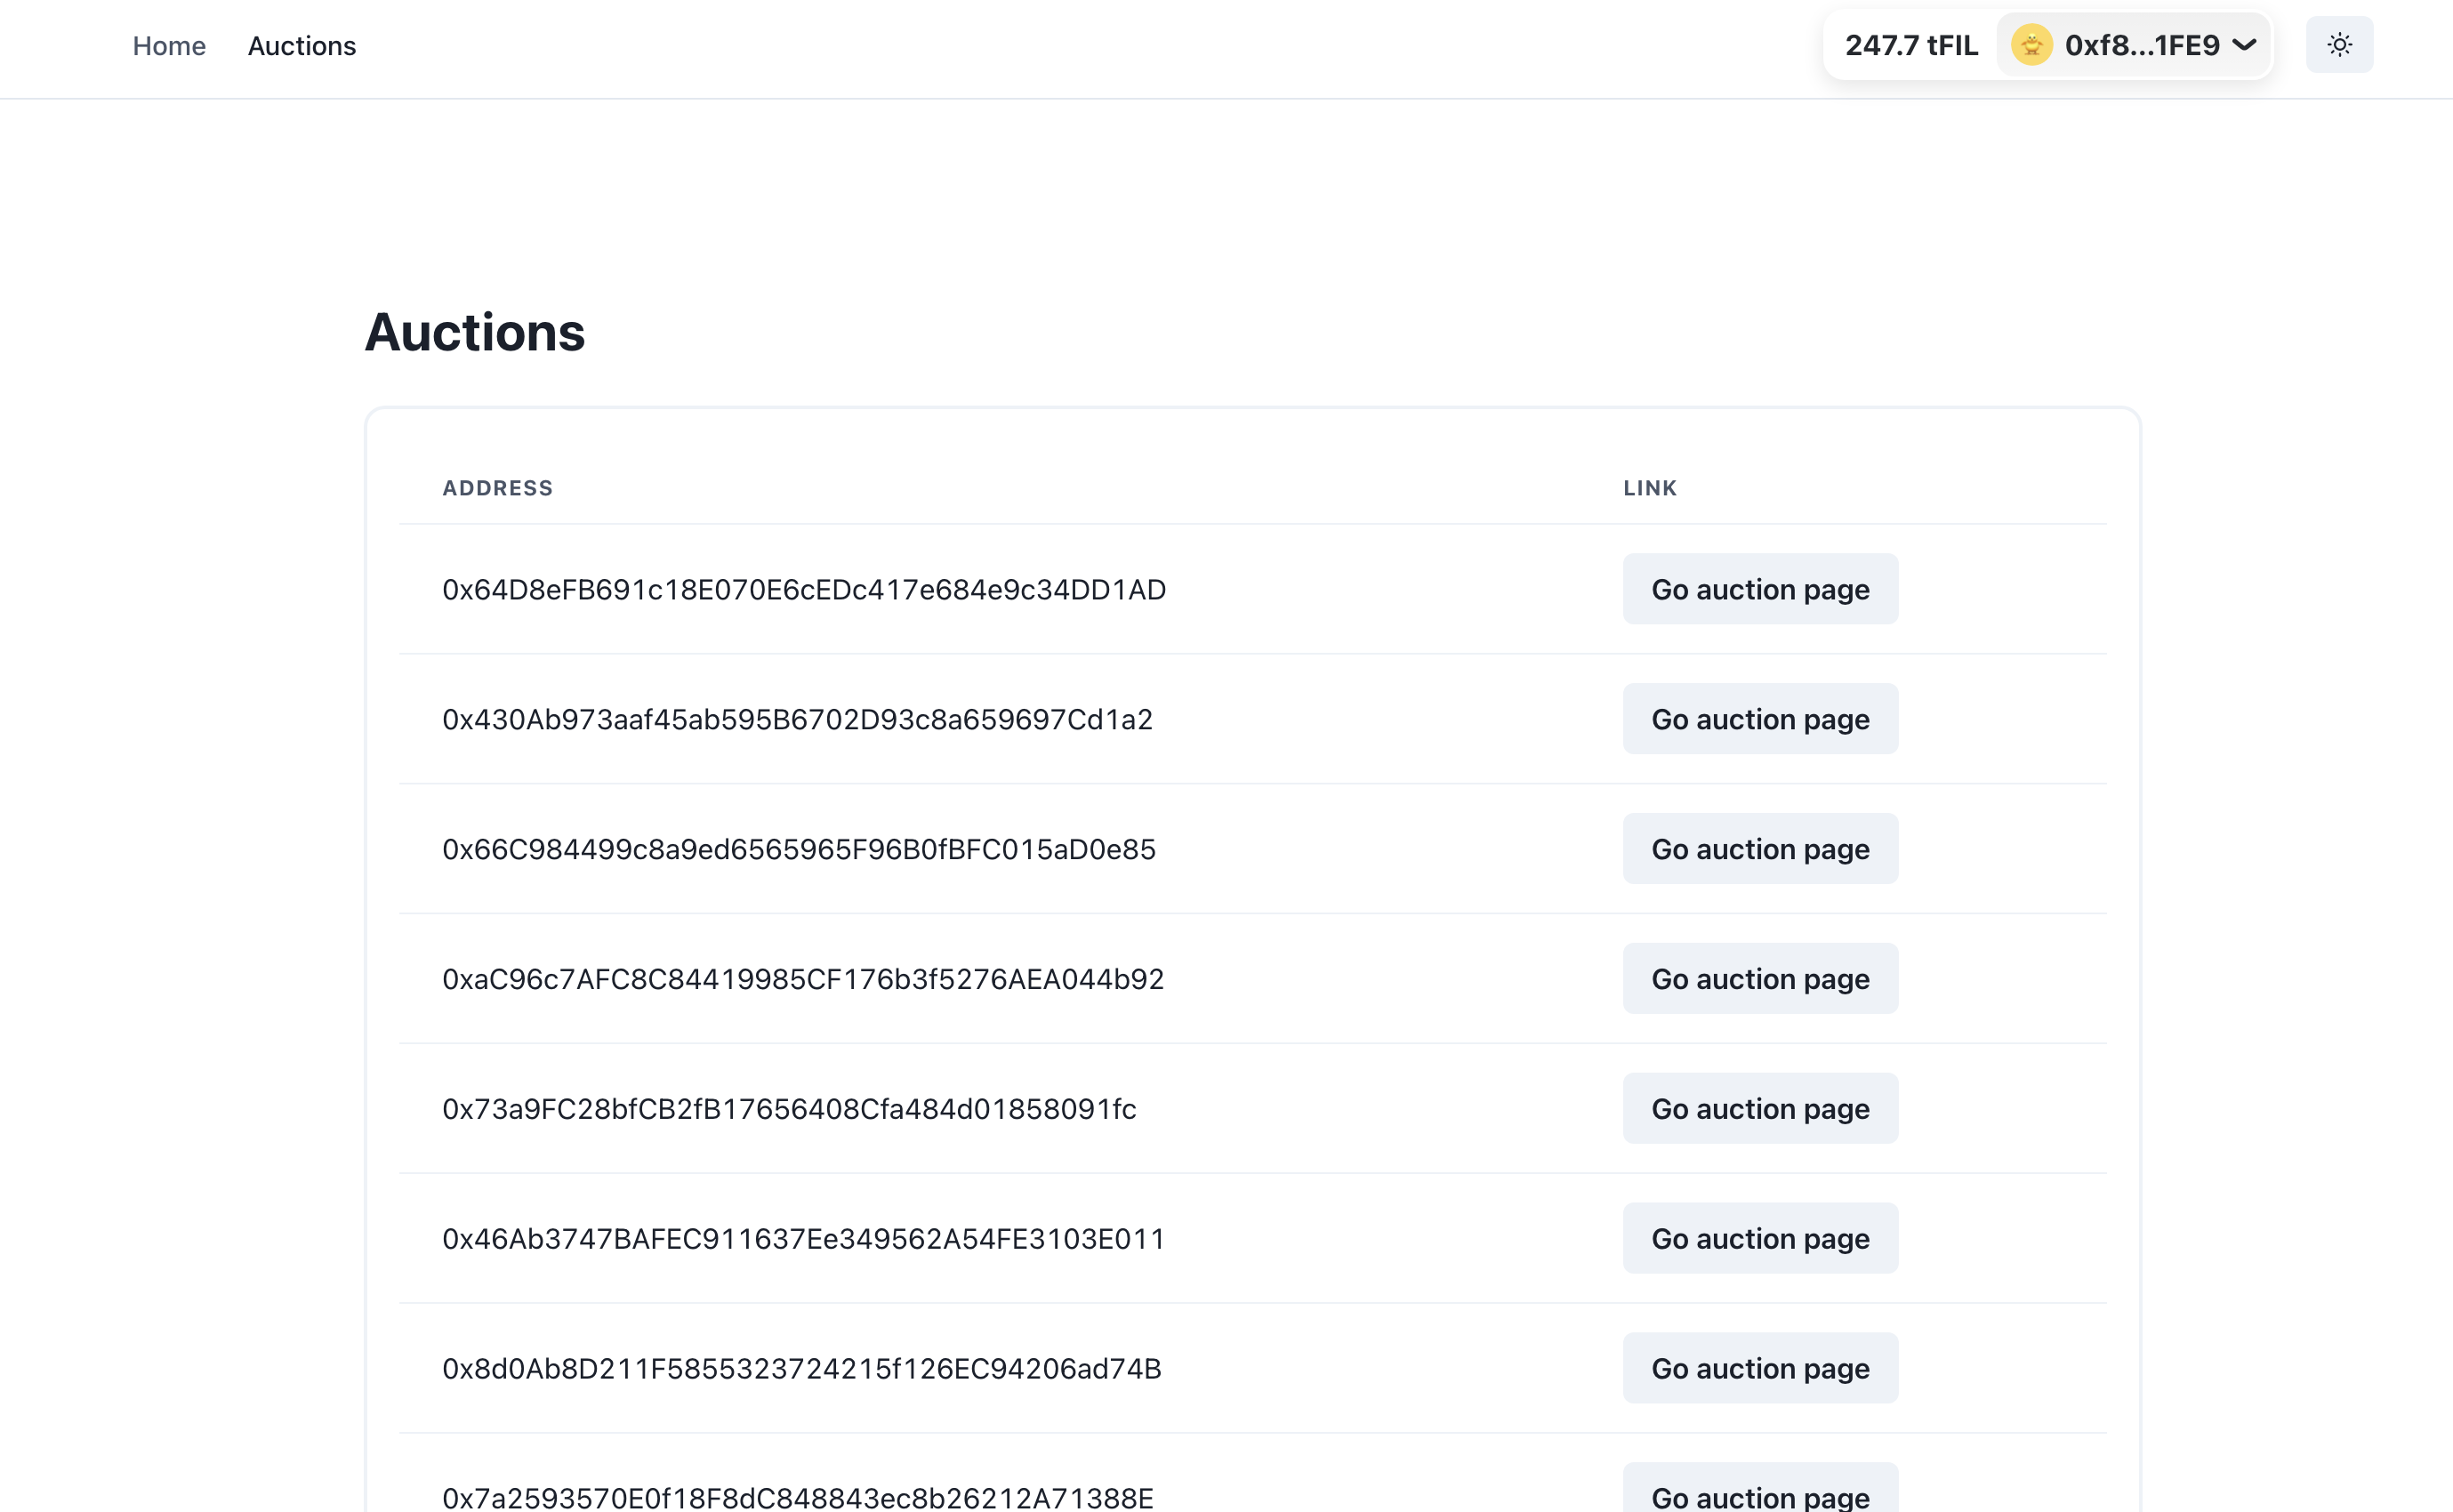 Home Auctions 247.7 tFIL 0xf8...1FE9
Auctions
ADDRESS LINK
0x64D8eFB691c18E070E6cEDc417e684e9c34DD1AD Go auction page
0x430Ab973aaf45ab595B6702D93c8a659697Cd1a2 Go auction page
0x66C984499c8a9ed6565965F96B0fBFC015aD0e85 Go auction page
0xaC96c7AFC8C84419985CF176b3f5276AEA044b92 Go auction page
0x73a9FC28bfCB2fB17656408Cfa484d01858091fc Go auction page
0x46Ab3747BAFEC911637Ee349562A54FE3103E011 Go auction page
0x8d0Ab8D211F5855323724215f126EC94206ad74B Go auction page
0x7a2593570E0f18F8dC848843ec8b26212A71388E Go auction page